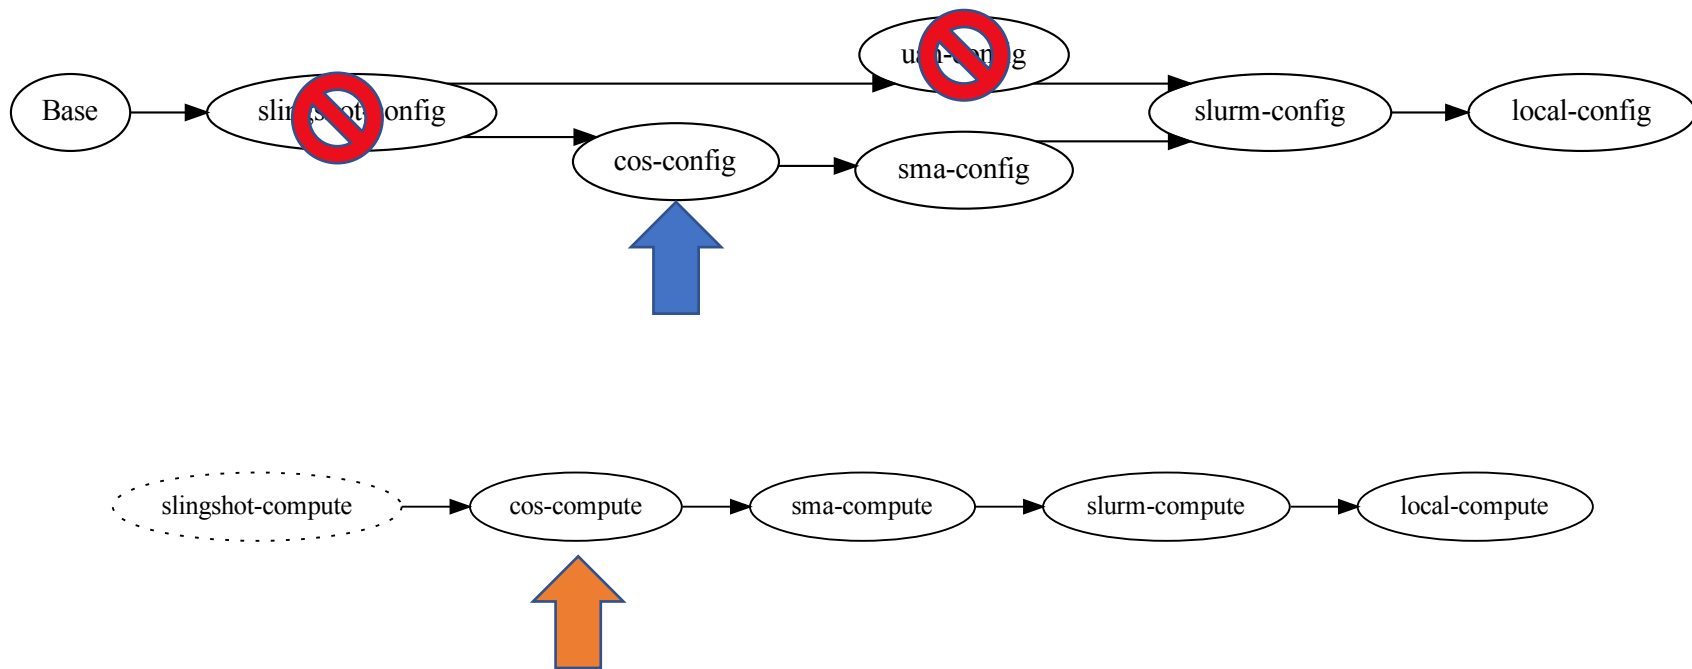 Base
cos-config
sma-config
slurm-config
local-config
slingshot-compute
cos-compute
sma-compute
slurm-compute
local-compute